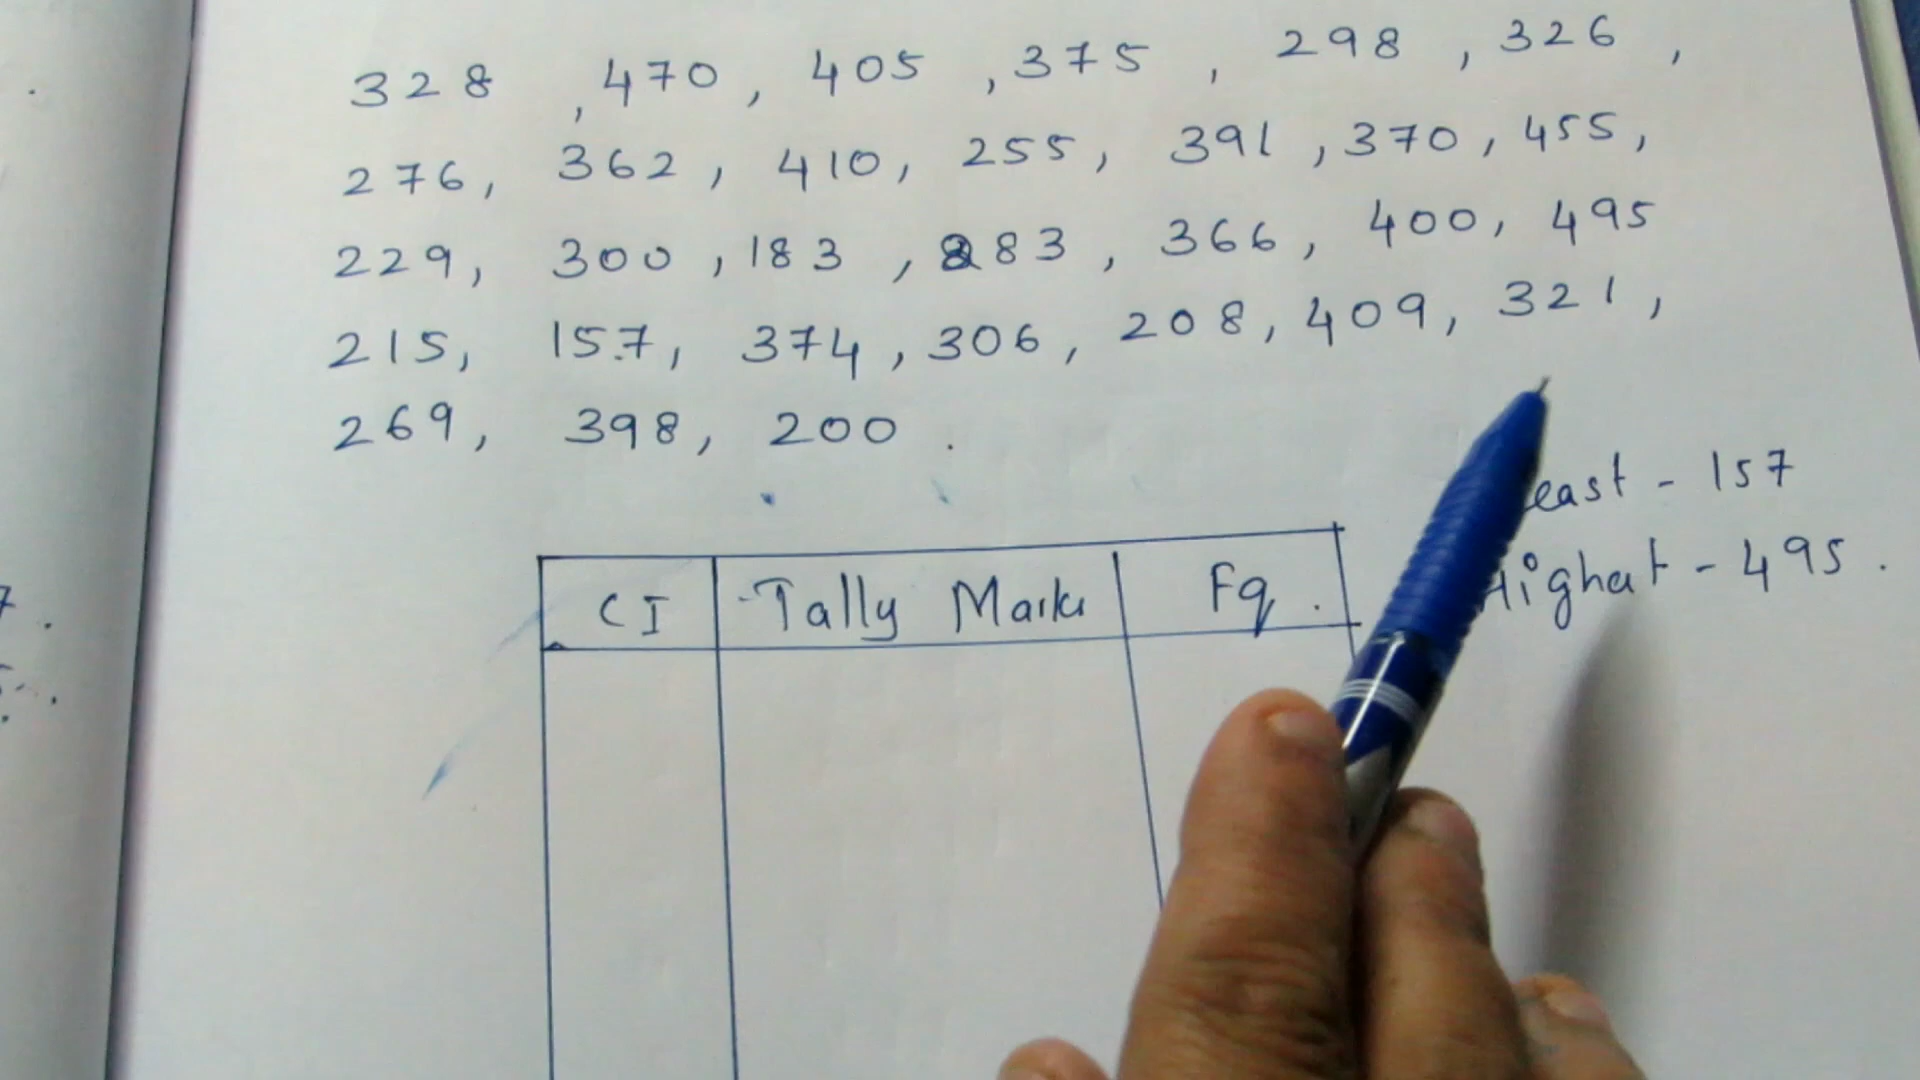 328 , 470 , 405 , 375 , 298 , 326 ,
276 , 362 , 410 , 255 , 391 , 370 , 455 ,
229 , 300 , 183 , 283 , 366 , 400 , 495
215 , 157 , 374 , 306 , 208 , 409 , 321 ,
269 , 398 , 200 .
east - 157
Highest - 495 .
CI Tally Marks Fq .